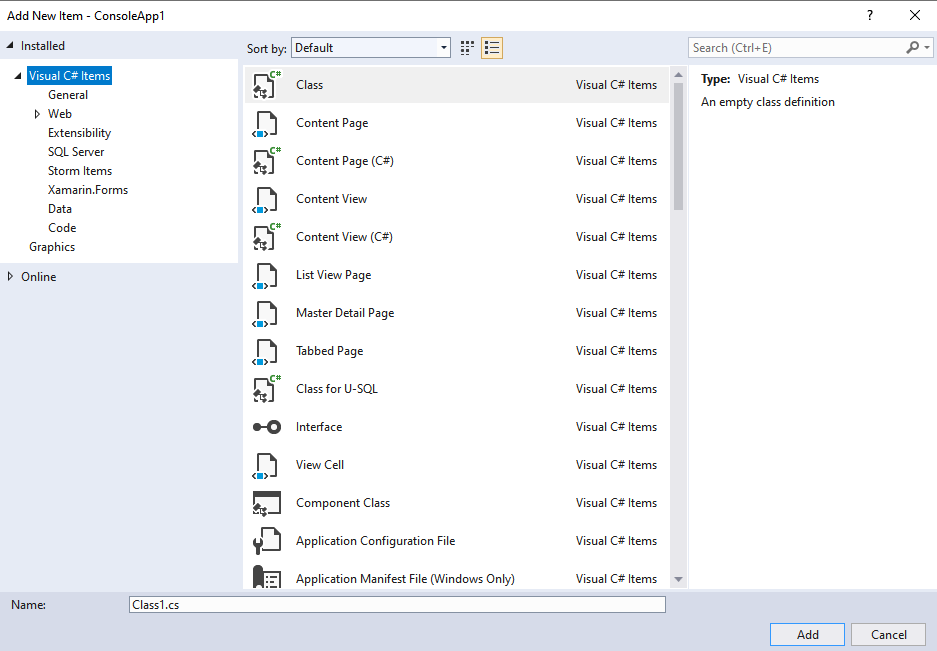 Add New Item - ConsoleApp1
?
Installed
Sort by: Default
Search (Ctrl+E)
Visual C# Items
General
Web
Extensibility
SQL Server
Storm Items
Xamarin.Forms
Data
Code
Graphics
Online
C# Class Visual C# Items
Content Page Visual C# Items
C# Content Page (C#) Visual C# Items
Content View Visual C# Items
C# Content View (C#) Visual C# Items
List View Page Visual C# Items
Master Detail Page Visual C# Items
Tabbed Page Visual C# Items
C# Class for U-SQL Visual C# Items
Interface Visual C# Items
View Cell Visual C# Items
Component Class Visual C# Items
Application Configuration File Visual C# Items
Application Manifest File (Windows Only) Visual C# Items
Type: Visual C# Items
An empty class definition
Name: Class1.cs
Add Cancel